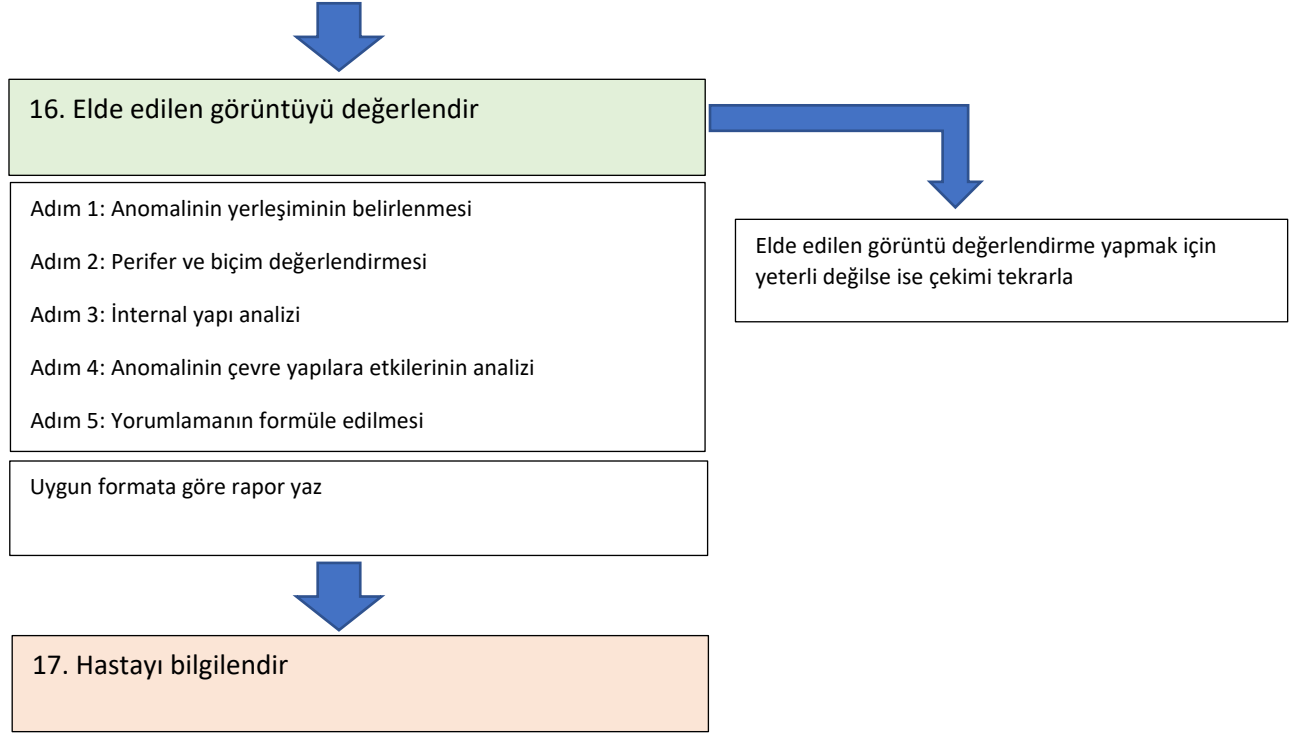 16. Elde edilen görüntüyü değerlendir
Adım 1: Anomalinin yerleşiminin belirlenmesi
Adım 2: Perifer ve biçim değerlendirmesi
Adım 3: İnternal yapı analizi
Adım 4: Anomalinin çevre yapılara etkilerinin analizi
Adım 5: Yorumlamanın formüle edilmesi
Elde edilen görüntü değerlendirme yapmak için
yeterli değilse ise çekimi tekrarla
Uygun formata göre rapor yaz
17. Hastayı bilgilendir